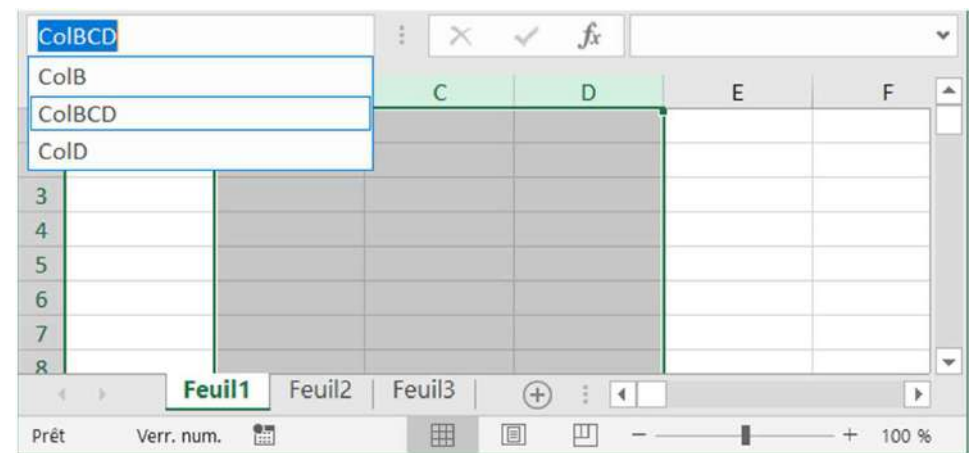 ColBCD fx
ColB
C D E F
ColBCD
ColD
3
4
5
6
7
8
Feuil1 Feuil2 Feuil3
Prêt Verr. num. − + 100 %